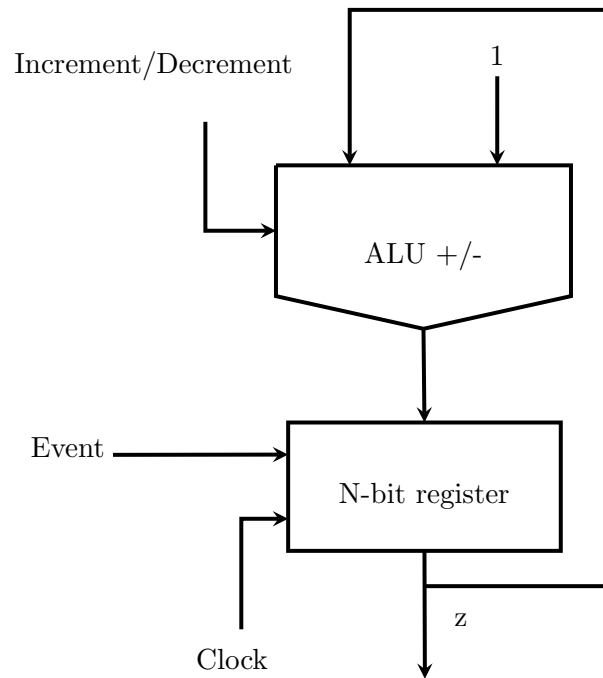 1
Increment/Decrement
ALU +/-
Event
N-bit register
z
Clock